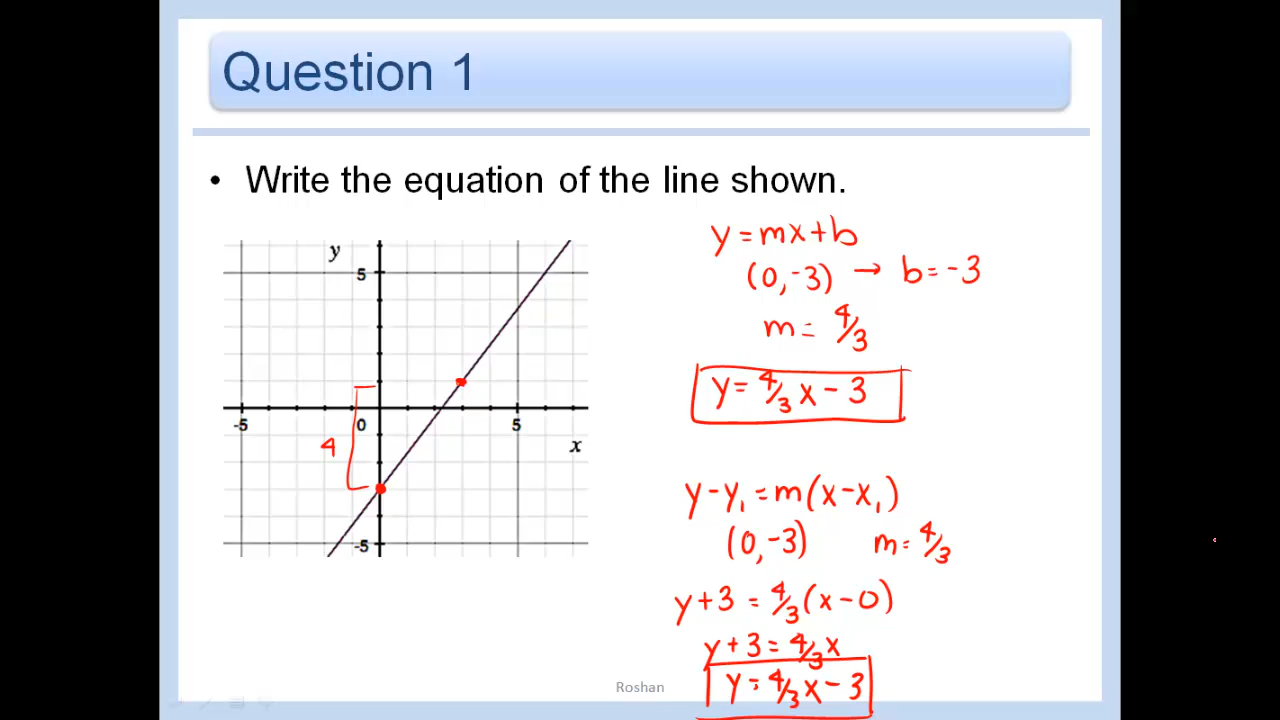 Question 1
• Write the equation of the line shown.
y = mx+b
(0, -3) → b = -3
m = 4/3
y = 4/3 x - 3
y
5
-5
0
5
x
4
-5
y - y₁ = m(x - x₁)
(0, -3) m = 4/3
y + 3 = 4/3 (x - 0)
y + 3 = 4/3 x
y = 4/3 x - 3
Roshan